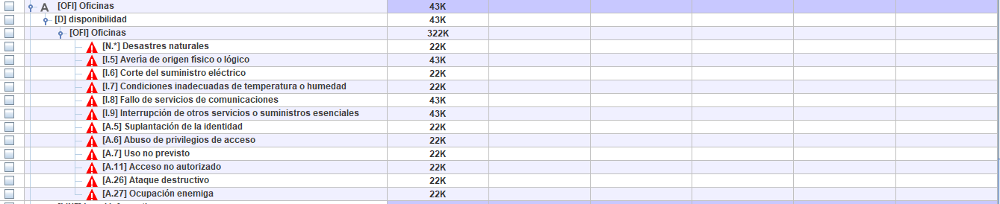 [OFI] Oficinas 43K
[D] disponibilidad 43K
[OFI] Oficinas 322K
[N.*] Desastres naturales 22K
[I.5] Avería de origen físico o lógico 43K
[I.6] Corte del suministro eléctrico 22K
[I.7] Condiciones inadecuadas de temperatura o humedad 22K
[I.8] Fallo de servicios de comunicaciones 43K
[I.9] Interrupción de otros servicios o suministros esenciales 43K
[A.5] Suplantación de la identidad 22K
[A.6] Abuso de privilegios de acceso 22K
[A.7] Uso no previsto 22K
[A.11] Acceso no autorizado 22K
[A.26] Ataque destructivo 22K
[A.27] Ocupación enemiga 22K